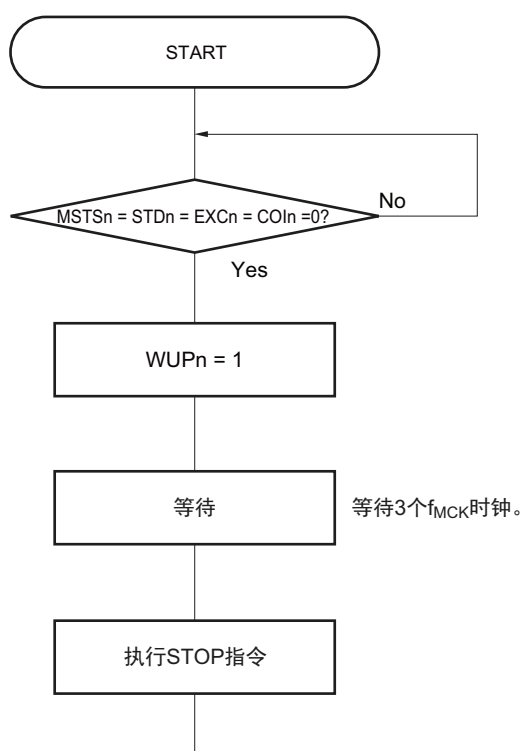 START
MSTSn = STDn = EXCn = COIn =0?
No
Yes
WUPn = 1
等待
等待3个fMCK时钟。
执行STOP指令